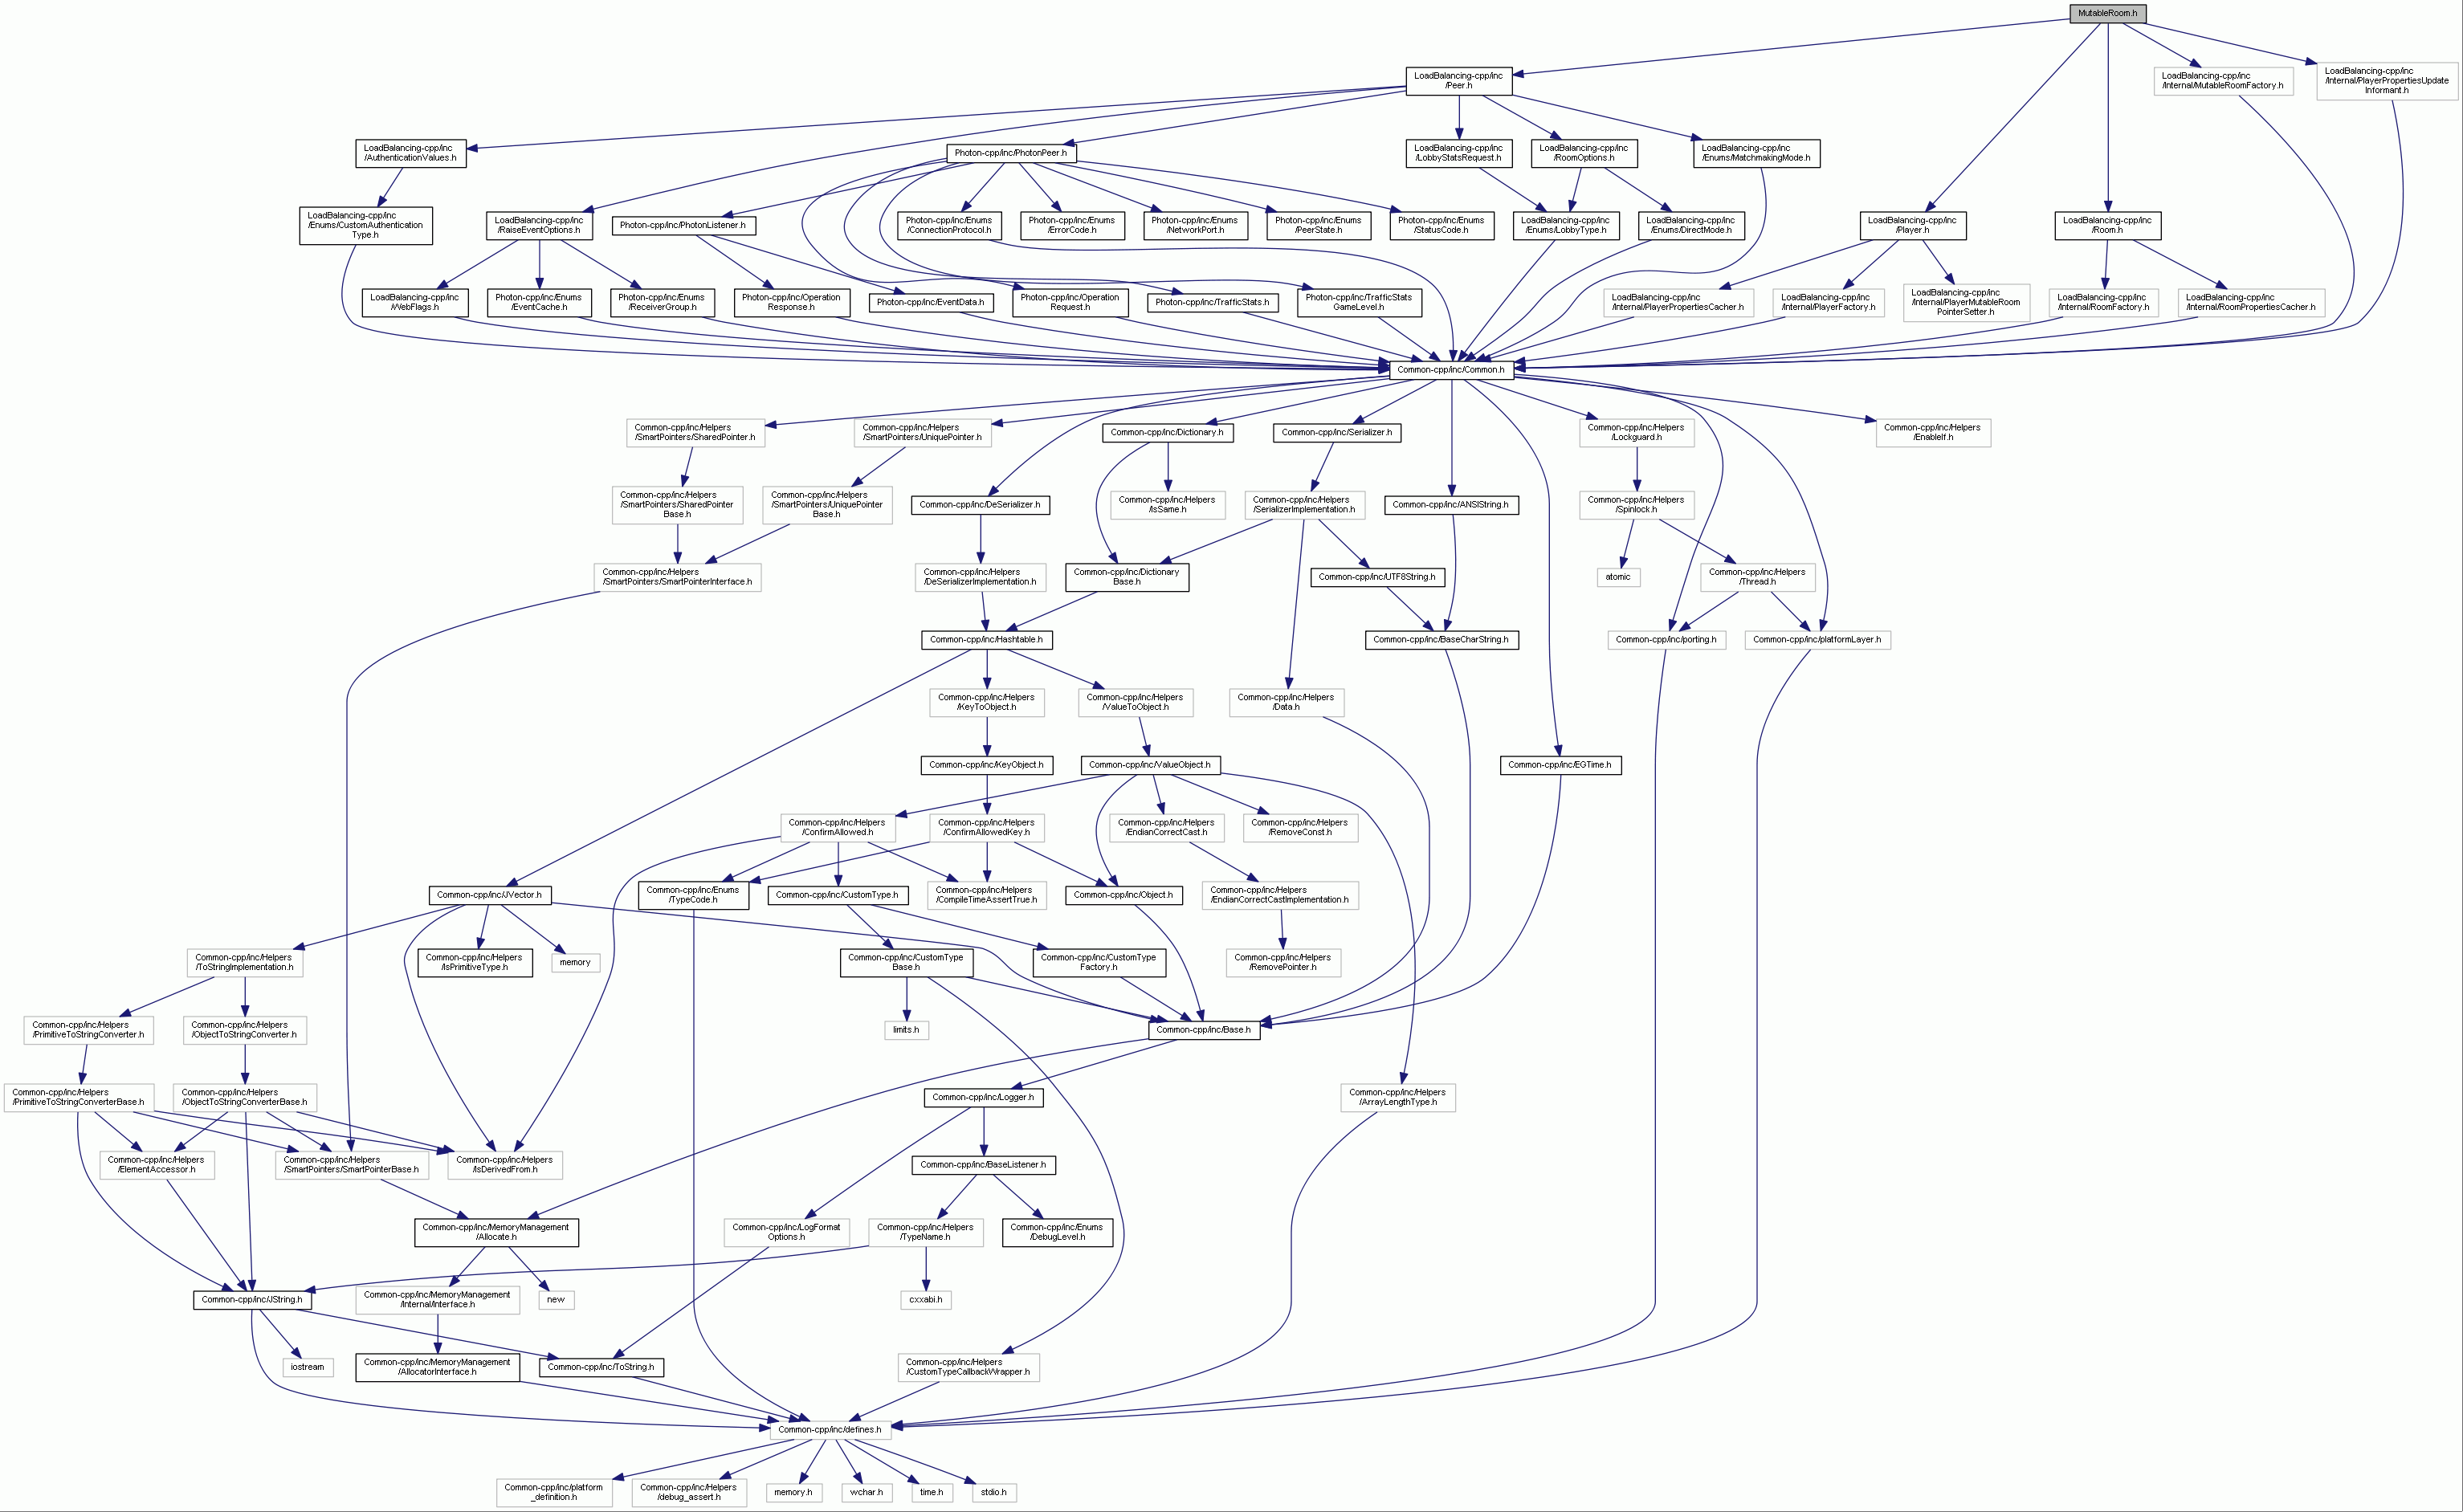 MutableRoom.h
LoadBalancing-cpp/inc
/Peer.h
LoadBalancing-cpp/inc
/Internal/MutableRoomFactory.h
LoadBalancing-cpp/inc
/Internal/PlayerPropertiesUpdate
Informant.h
LoadBalancing-cpp/inc
/AuthenticationValues.h
Photon-cpp/inc/PhotonPeer.h
LoadBalancing-cpp/inc
/LobbyStatsRequest.h
LoadBalancing-cpp/inc
/RoomOptions.h
LoadBalancing-cpp/inc
/Enums/MatchmakingMode.h
LoadBalancing-cpp/inc
/Enums/CustomAuthentication
Type.h
LoadBalancing-cpp/inc
/RaiseEventOptions.h
Photon-cpp/inc/PhotonListener.h
Photon-cpp/inc/Enums
/ConnectionProtocol.h
Photon-cpp/inc/Enums
/ErrorCode.h
Photon-cpp/inc/Enums
/NetworkPort.h
Photon-cpp/inc/Enums
/PeerState.h
Photon-cpp/inc/Enums
/StatusCode.h
LoadBalancing-cpp/inc
/Enums/LobbyType.h
LoadBalancing-cpp/inc
/Enums/DirectMode.h
LoadBalancing-cpp/inc
/Player.h
LoadBalancing-cpp/inc
/Room.h
LoadBalancing-cpp/inc
/WebFlags.h
Photon-cpp/inc/Enums
/EventCache.h
Photon-cpp/inc/Enums
/ReceiverGroup.h
Photon-cpp/inc/Operation
Response.h
Photon-cpp/inc/EventData.h
Photon-cpp/inc/Operation
Request.h
Photon-cpp/inc/TrafficStats.h
Photon-cpp/inc/TrafficStats
GameLevel.h
LoadBalancing-cpp/inc
/Internal/PlayerPropertiesCacher.h
LoadBalancing-cpp/inc
/Internal/PlayerFactory.h
LoadBalancing-cpp/inc
/Internal/PlayerMutableRoom
PointerSetter.h
LoadBalancing-cpp/inc
/Internal/RoomFactory.h
LoadBalancing-cpp/inc
/Internal/RoomPropertiesCacher.h
Common-cpp/inc/Common.h
Common-cpp/inc/Helpers
/SmartPointers/SharedPointer.h
Common-cpp/inc/Helpers
/SmartPointers/UniquePointer.h
Common-cpp/inc/Dictionary.h
Common-cpp/inc/Serializer.h
Common-cpp/inc/Helpers
/Lockguard.h
Common-cpp/inc/Helpers
/EnableIf.h
Common-cpp/inc/Helpers
/SmartPointers/SharedPointer
Base.h
Common-cpp/inc/Helpers
/SmartPointers/UniquePointer
Base.h
Common-cpp/inc/DeSerializer.h
Common-cpp/inc/Helpers
/IsSame.h
Common-cpp/inc/Helpers
/SerializerImplementation.h
Common-cpp/inc/ANSIString.h
Common-cpp/inc/Helpers
/Spinlock.h
Common-cpp/inc/Helpers
/SmartPointers/SmartPointerInterface.h
Common-cpp/inc/Helpers
/DeSerializerImplementation.h
Common-cpp/inc/Dictionary
Base.h
Common-cpp/inc/UTF8String.h
atomic
Common-cpp/inc/Helpers
/Thread.h
Common-cpp/inc/Hashtable.h
Common-cpp/inc/BaseCharString.h
Common-cpp/inc/porting.h
Common-cpp/inc/platformLayer.h
Common-cpp/inc/Helpers
/KeyToObject.h
Common-cpp/inc/Helpers
/ValueToObject.h
Common-cpp/inc/Helpers
/Data.h
Common-cpp/inc/KeyObject.h
Common-cpp/inc/ValueObject.h
Common-cpp/inc/EGTime.h
Common-cpp/inc/Helpers
/ConfirmAllowed.h
Common-cpp/inc/Helpers
/ConfirmAllowedKey.h
Common-cpp/inc/Helpers
/EndianCorrectCast.h
Common-cpp/inc/Helpers
/RemoveConst.h
Common-cpp/inc/JVector.h
Common-cpp/inc/Enums
/TypeCode.h
Common-cpp/inc/CustomType.h
Common-cpp/inc/Helpers
/CompileTimeAssertTrue.h
Common-cpp/inc/Object.h
Common-cpp/inc/Helpers
/EndianCorrectCastImplementation.h
Common-cpp/inc/Helpers
/ToStringImplementation.h
Common-cpp/inc/Helpers
/IsPrimitiveType.h
memory
Common-cpp/inc/CustomType
Base.h
Common-cpp/inc/CustomType
Factory.h
Common-cpp/inc/Helpers
/RemovePointer.h
Common-cpp/inc/Helpers
/PrimitiveToStringConverter.h
Common-cpp/inc/Helpers
/ObjectToStringConverter.h
limits.h
Common-cpp/inc/Base.h
Common-cpp/inc/Helpers
/PrimitiveToStringConverterBase.h
Common-cpp/inc/Helpers
/ObjectToStringConverterBase.h
Common-cpp/inc/Logger.h
Common-cpp/inc/Helpers
/ArrayLengthType.h
Common-cpp/inc/Helpers
/ElementAccessor.h
Common-cpp/inc/Helpers
/SmartPointers/SmartPointerBase.h
Common-cpp/inc/Helpers
/IsDerivedFrom.h
Common-cpp/inc/BaseListener.h
Common-cpp/inc/MemoryManagement
/Allocate.h
Common-cpp/inc/LogFormat
Options.h
Common-cpp/inc/Helpers
/TypeName.h
Common-cpp/inc/Enums
/DebugLevel.h
Common-cpp/inc/JString.h
Common-cpp/inc/MemoryManagement
/Internal/Interface.h
new
cxxabi.h
iostream
Common-cpp/inc/MemoryManagement
/AllocatorInterface.h
Common-cpp/inc/ToString.h
Common-cpp/inc/Helpers
/CustomTypeCallbackWrapper.h
Common-cpp/inc/defines.h
Common-cpp/inc/platform
_definition.h
Common-cpp/inc/Helpers
/debug_assert.h
memory.h
wchar.h
time.h
stdio.h